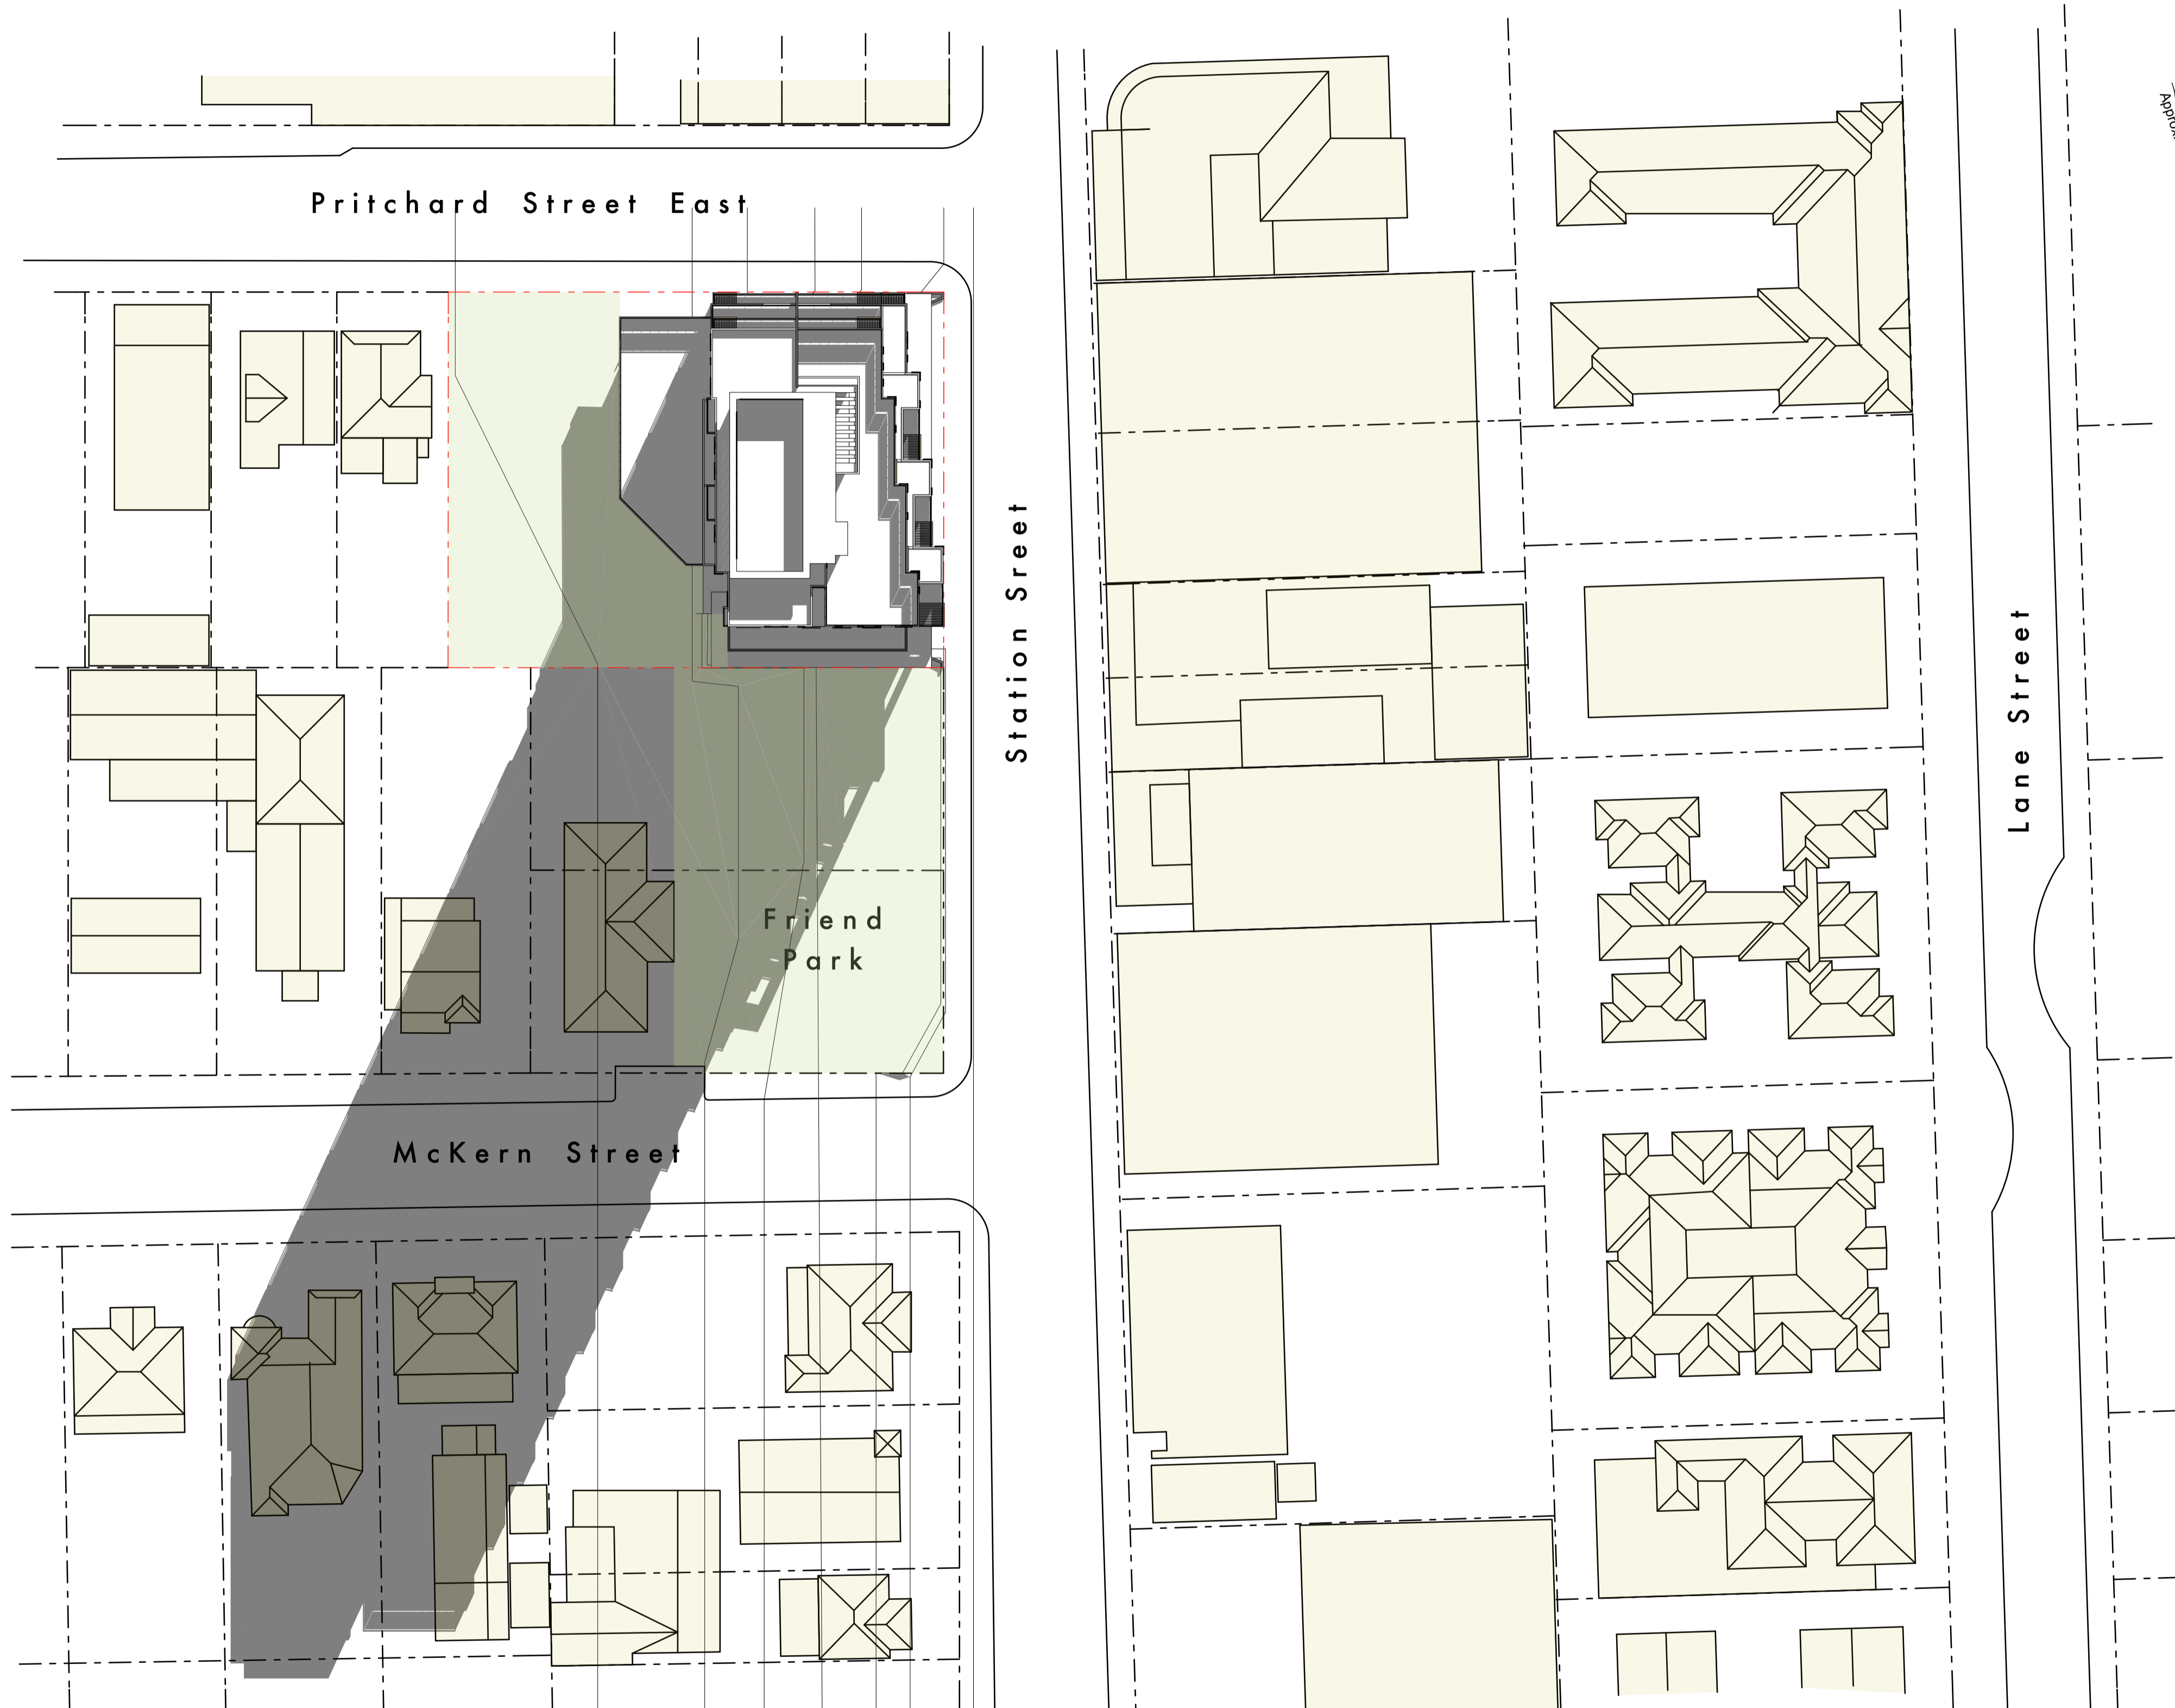 Pritchard Street East
Station Sreet
Lane Street
Friend
Park
McKern Street